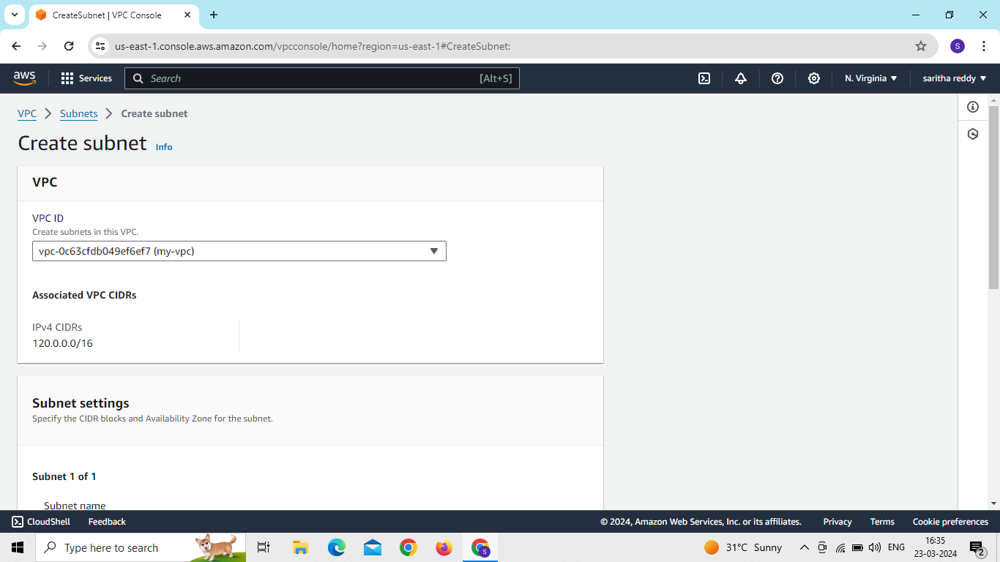 CreateSubnet | VPC Console
us-east-1.console.aws.amazon.com/vpcconsole/home?region=us-east-1#CreateSubnet:
S
aws
Services
Search
[Alt+S]
N. Virginia
saritha reddy
VPC
Subnets
Create subnet
Create subnet
Info
VPC
VPC ID
Create subnets in this VPC.
vpc-0c63cfdb049ef6ef7 (my-vpc)
Associated VPC CIDRs
IPv4 CIDRs
120.0.0.0/16
Subnet settings
Specify the CIDR blocks and Availability Zone for the subnet.
Subnet 1 of 1
Subnet name
CloudShell
Feedback
© 2024, Amazon Web Services, Inc. or its affiliates.
Privacy
Terms
Cookie preferences
Type here to search
S
31°C Sunny
ENG
16:35
23-03-2024
2